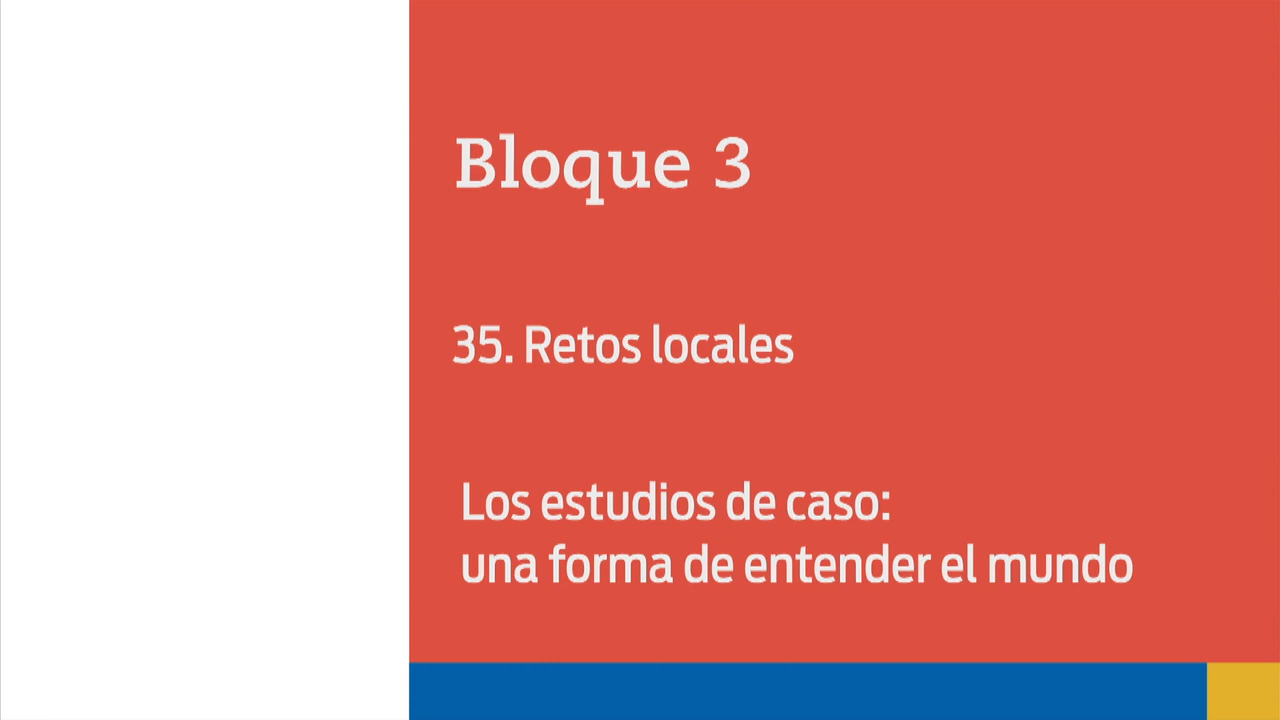 Bloque 3
35. Retos locales
Los estudios de caso:
una forma de entender el mundo